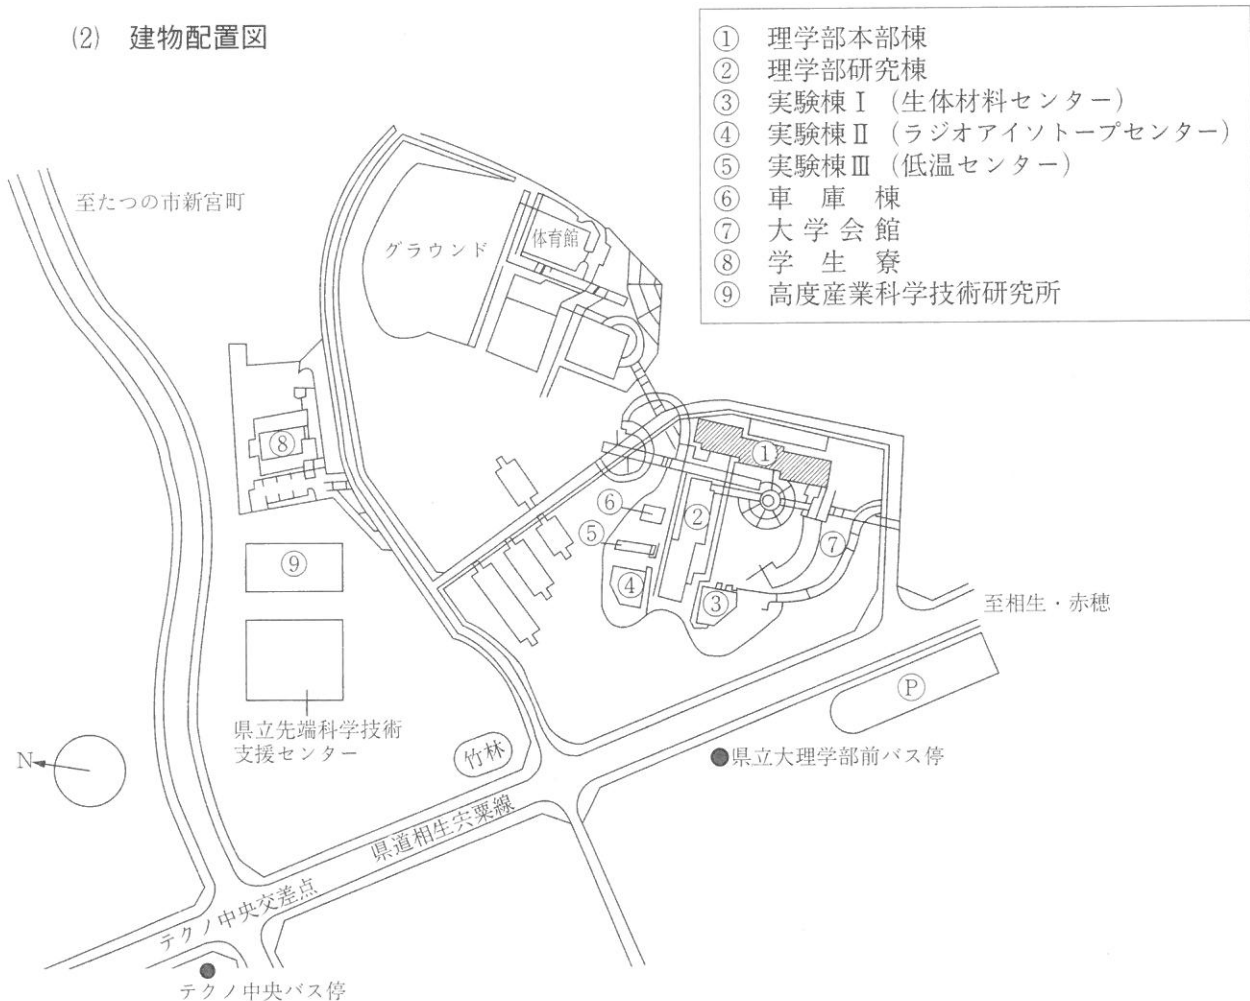 (2) 建物配置図
① 理学部本部棟
② 理学部研究棟
③ 実験棟Ⅰ（生体材料センター）
④ 実験棟Ⅱ（ラジオアイソトープセンター）
⑤ 実験棟Ⅲ（低温センター）
⑥ 車庫棟
⑦ 大学会館
⑧ 学生寮
⑨ 高度産業科学技術研究所
至たつの市新宮町
グラウンド
体育館
⑧
①
⑥
②
⑤
⑦
⑨
④
③
至相生・赤穂
Ⓟ
県立先端科学技術
支援センター
N
竹林
県立大理学部前バス停
県道相生宍粟線
テクノ中央交差点
テクノ中央バス停